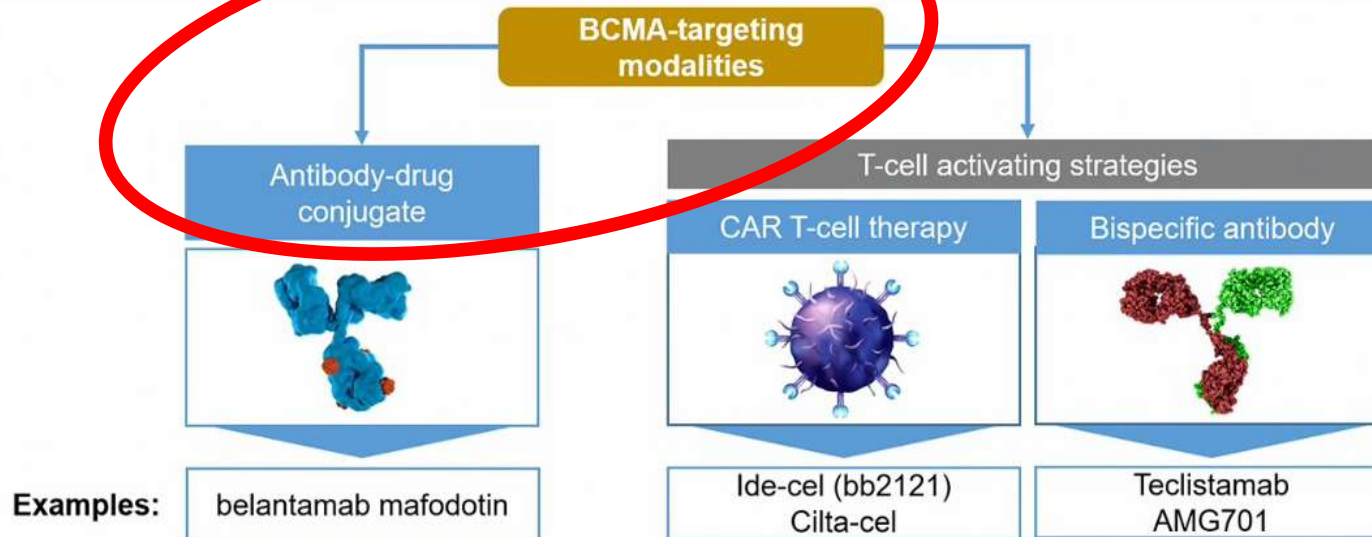 BCMA-targeting
modalities
Antibody-drug
conjugate
T-cell activating strategies
CAR T-cell therapy
Bispecific antibody
Examples:
belantamab mafodotin
Ide-cel (bb2121)
Cilta-cel
Teclistamab
AMG701